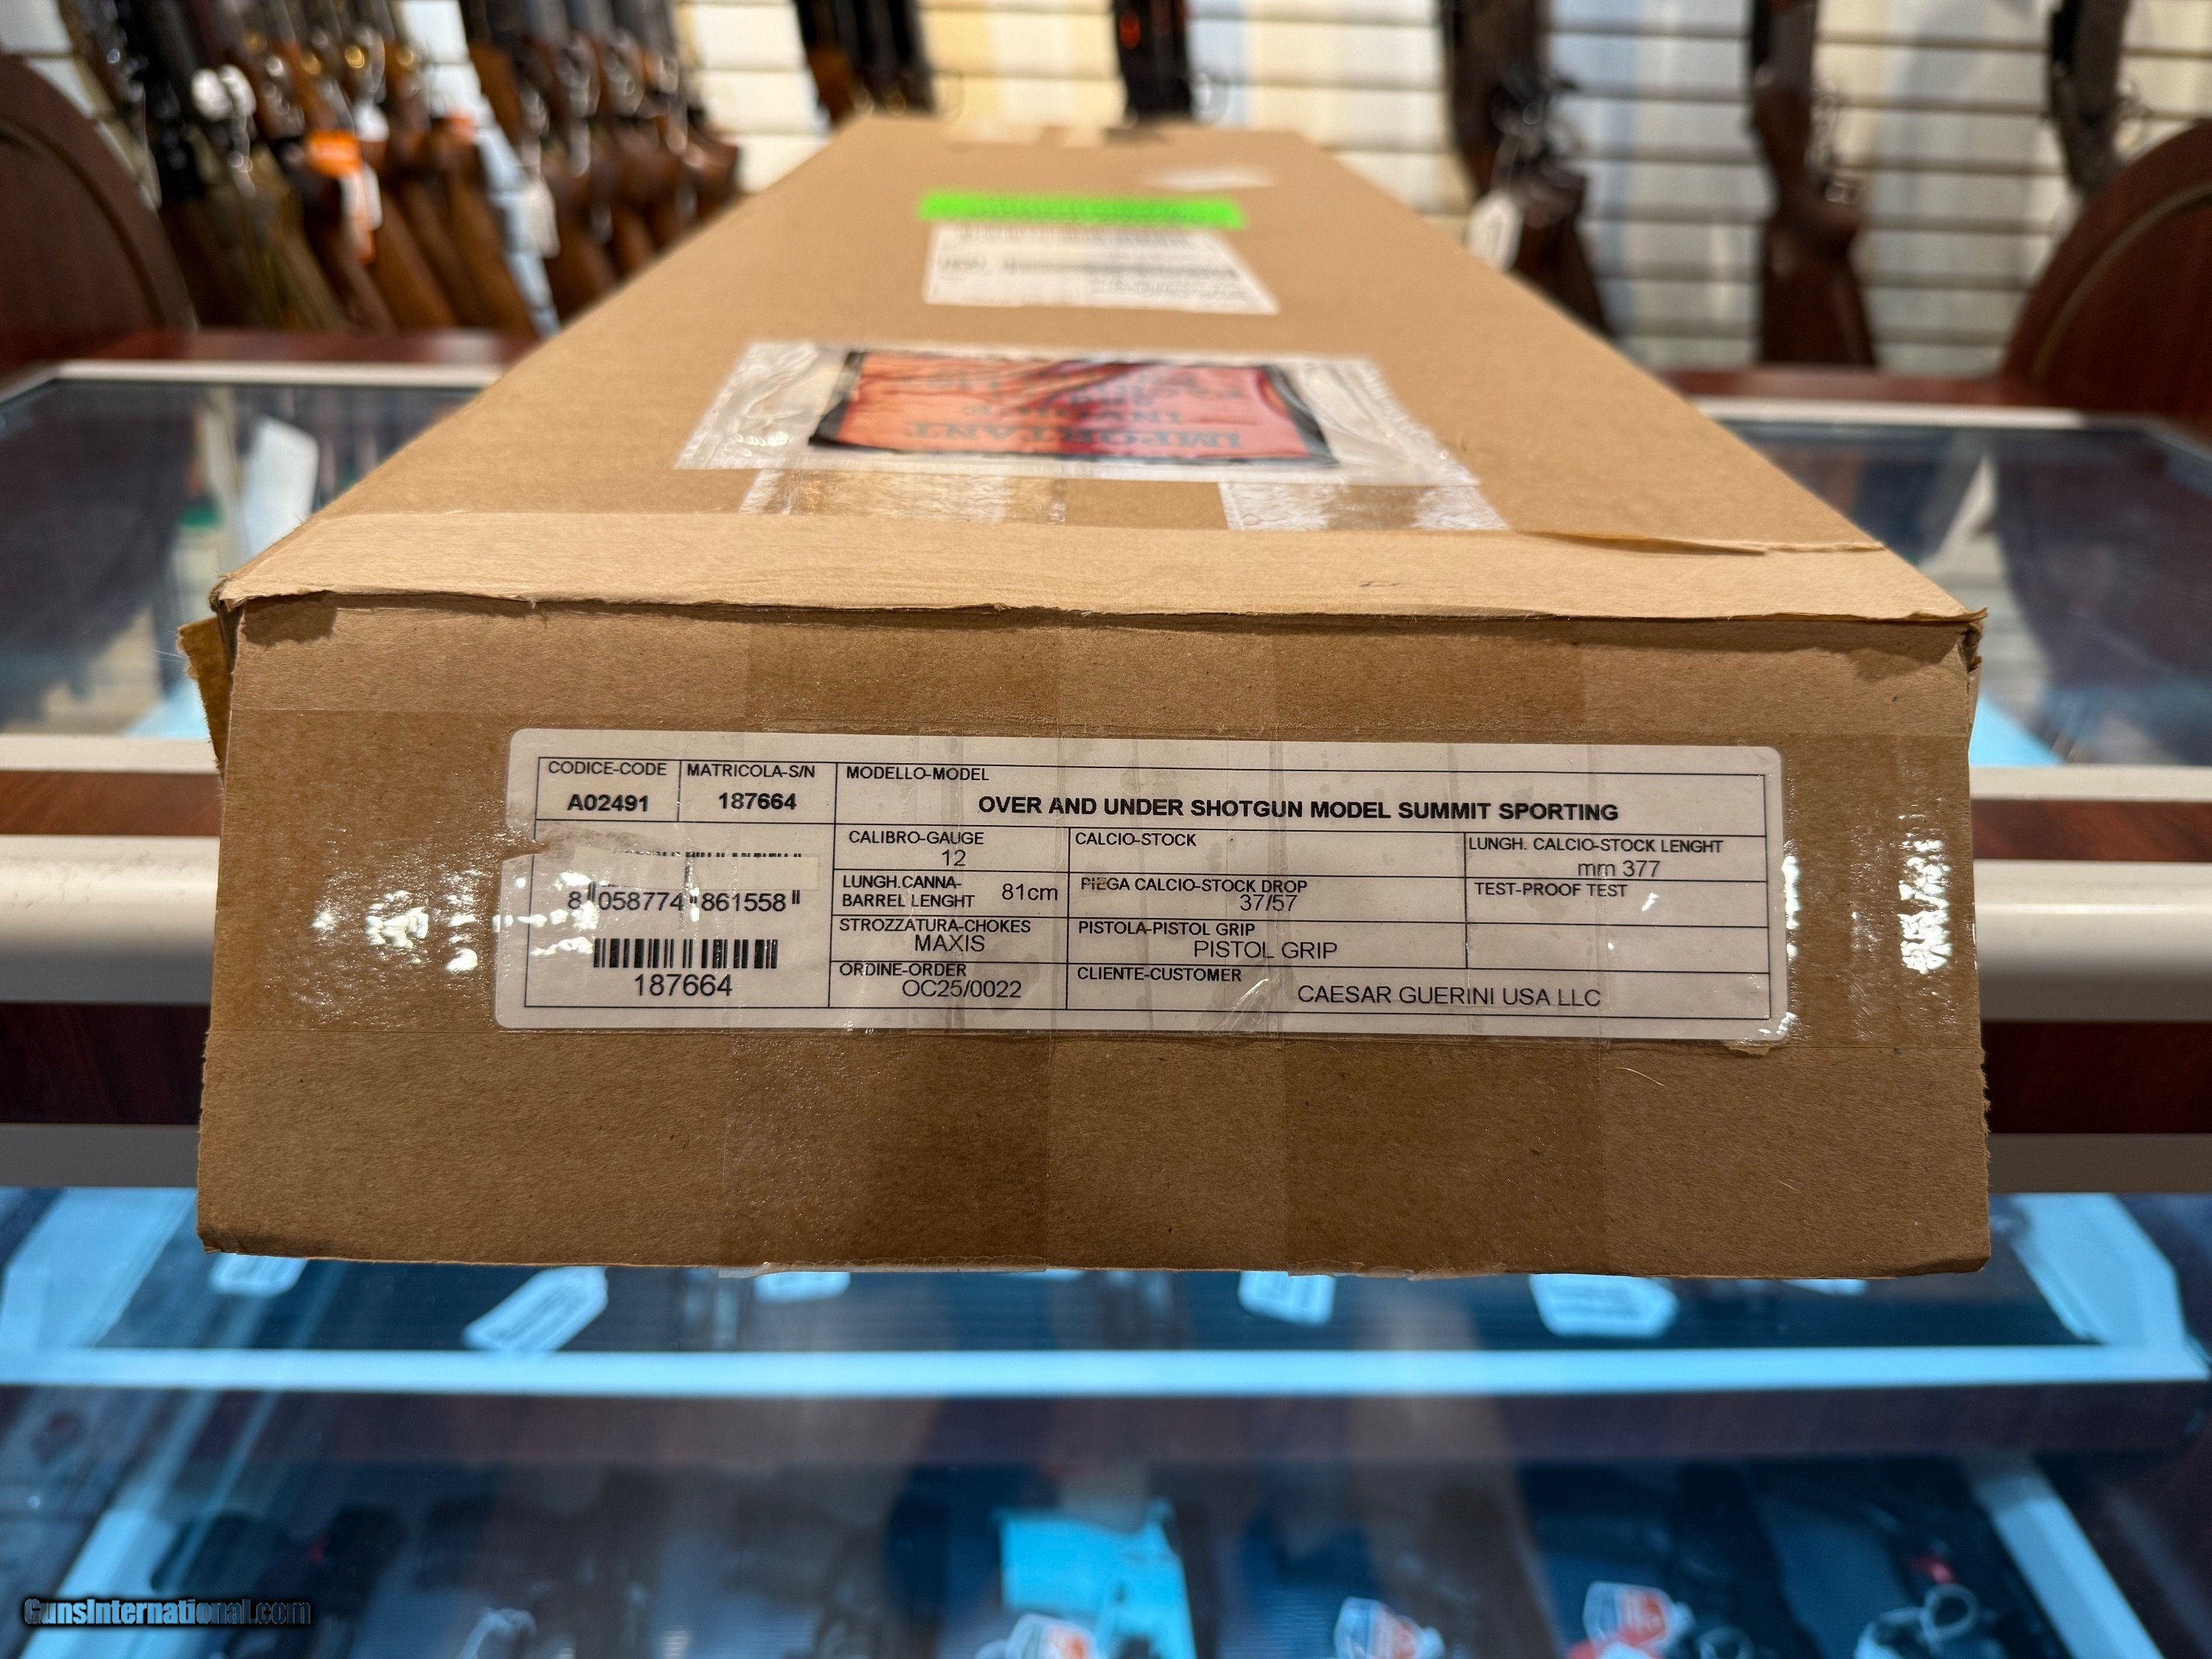 IMPORTANT
INVOICE
CODICE-CODE
A02491
MATRICOLA-S/N
187664
MODELLO-MODEL
OVER AND UNDER SHOTGUN MODEL SUMMIT SPORTING
8 058774 861558
187664
CALIBRO-GAUGE
12
CALCIO-STOCK
LUNGH. CALCIO-STOCK LENGHT
mm 377
LUNGH.CANNA-
BARREL LENGHT
81cm
PIEGA CALCIO-STOCK DROP
37/57
TEST-PROOF TEST
STROZZATURA-CHOKES
MAXIS
PISTOLA-PISTOL GRIP
PISTOL GRIP
ORDINE-ORDER
OC25/0022
CLIENTE-CUSTOMER
CAESAR GUERINI USA LLC
GunsInternational.com